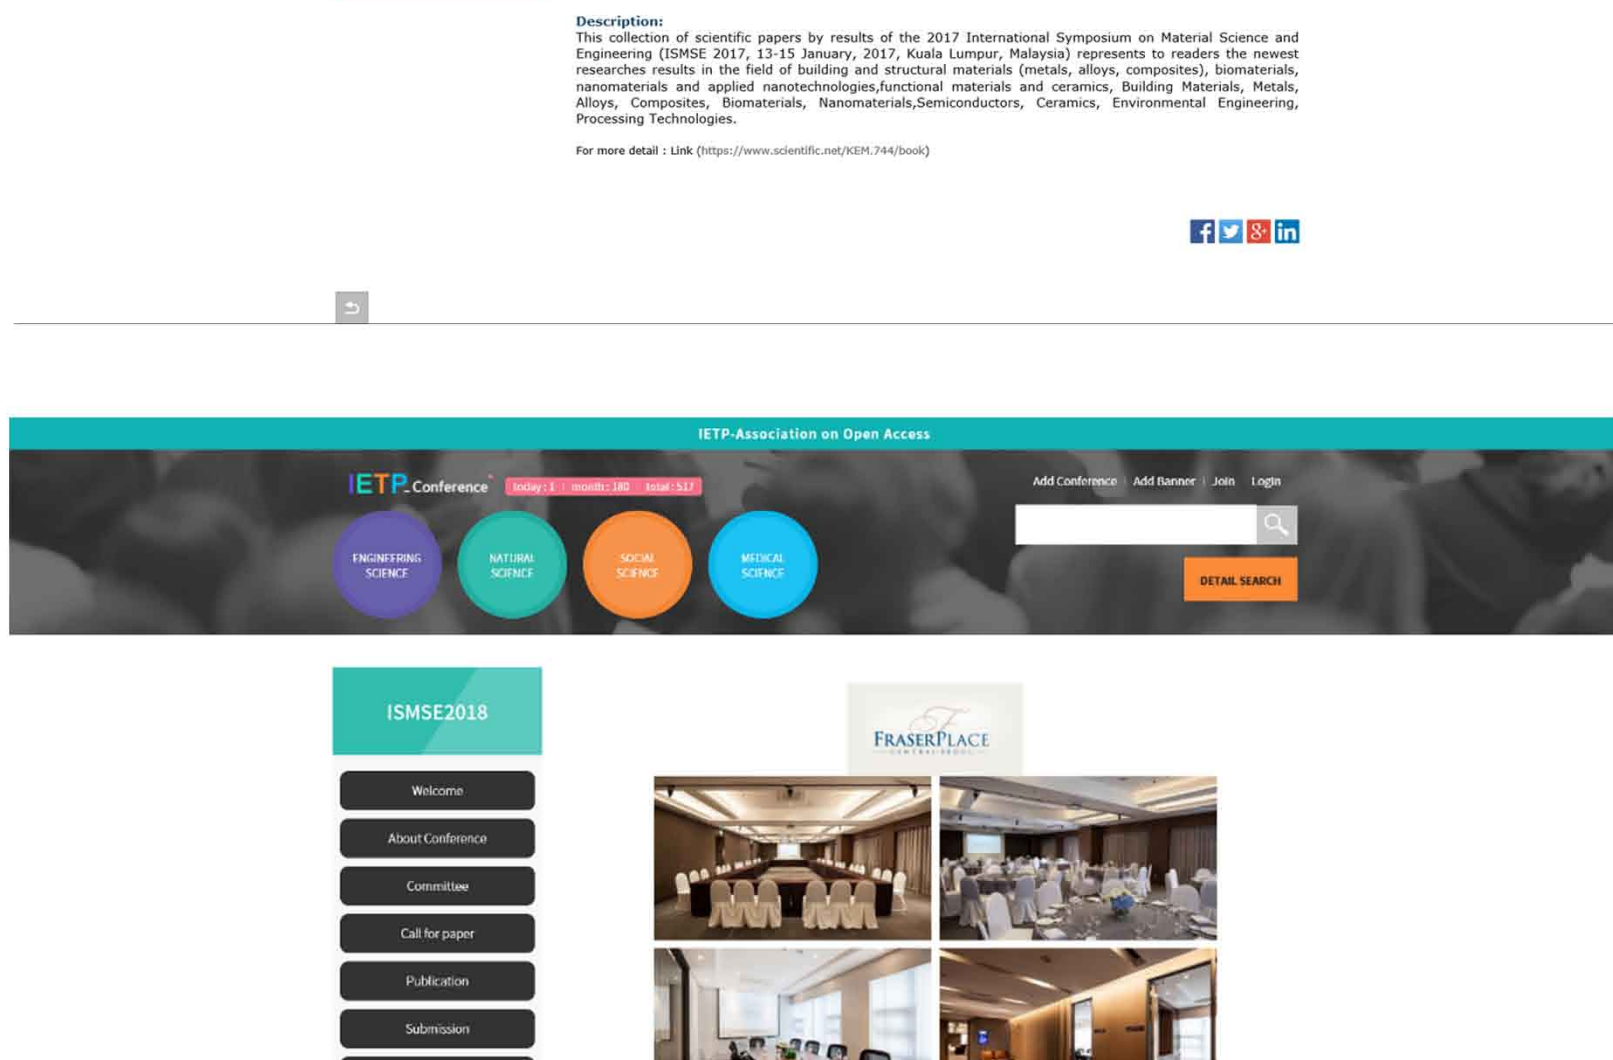 Description:
This collection of scientific papers by results of the 2017 International Symposium on Material Science and
Engineering (ISMSE 2017, 13-15 January, 2017, Kuala Lumpur, Malaysia) represents to readers the newest
researches results in the field of building and structural materials (metals, alloys, composites), biomaterials,
nanomaterials and applied nanotechnologies,functional materials and ceramics, Building Materials, Metals,
Alloys, Composites, Biomaterials, Nanomaterials,Semiconductors, Ceramics, Environmental Engineering,
Processing Technologies.
For more detail : Link (https://www.scientific.net/KEM.744/book)
f 8+ in
IETP-Association on Open Access
IETP-Conference today : 1 | month : 180 | total : 517
Add Conference | Add Banner | Join Login
ENGINEERING
SCIENCE
NATURAL
SCIENCE
SOCIAL
SCIENCE
MEDICAL
SCIENCE
DETAIL SEARCH
ISMSE2018
F
FRASERPLACE
CENTRAL SEOUL
Welcome
About Conference
Committee
Call for paper
Publication
Submission